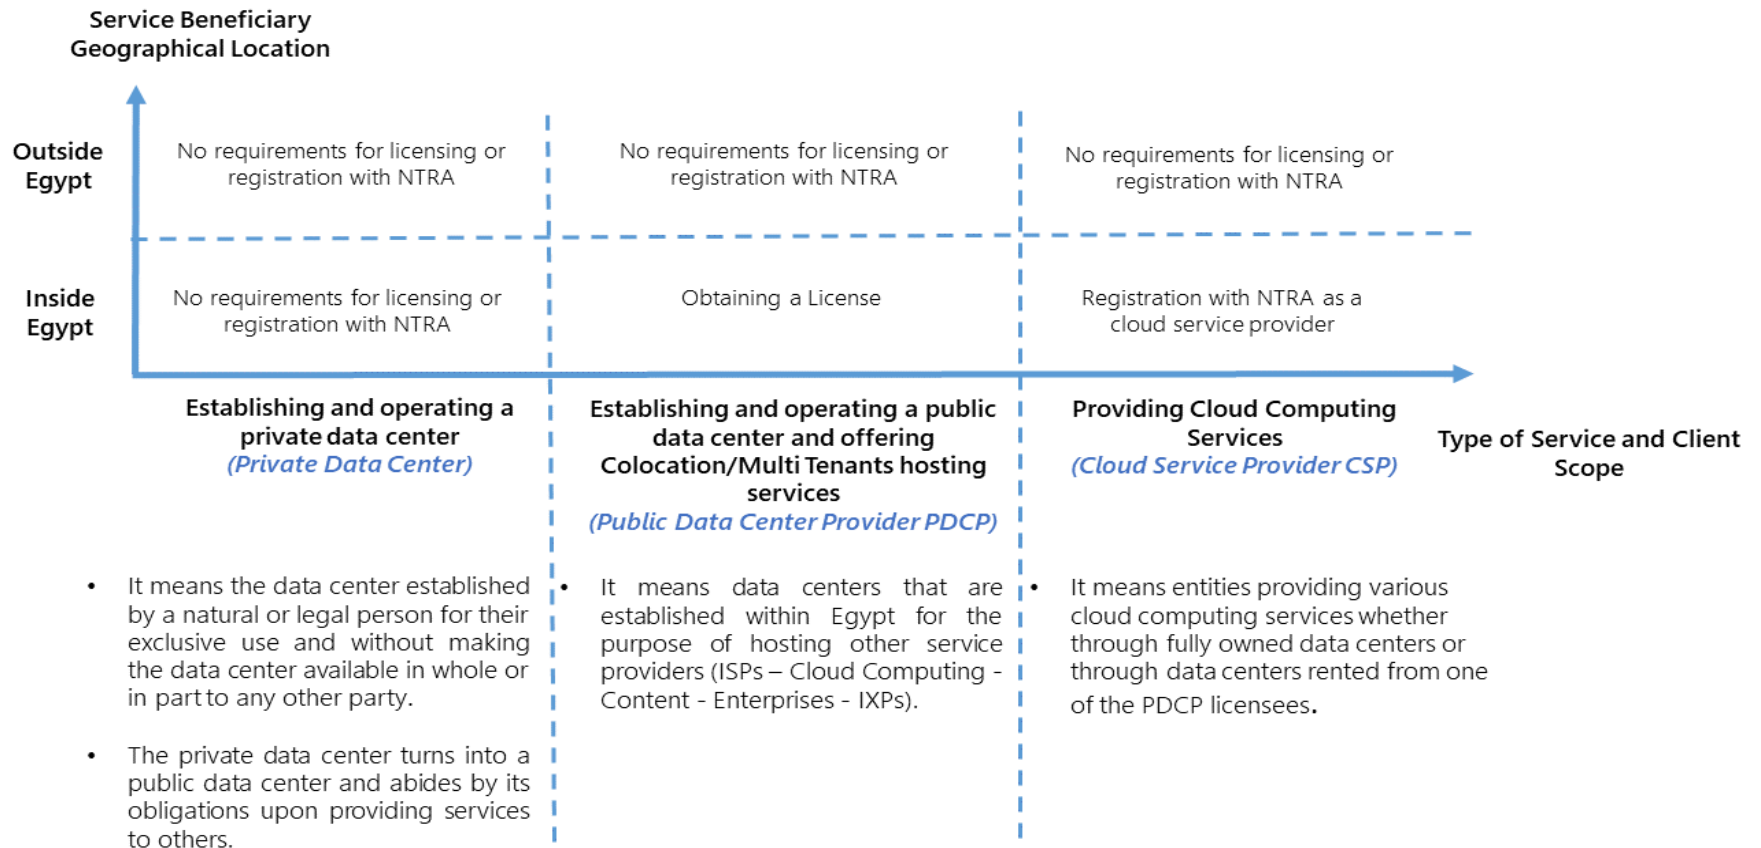 Service Beneficiary
Geographical Location
Outside
Egypt
No requirements for licensing or
registration with NTRA
No requirements for licensing or
registration with NTRA
No requirements for licensing or
registration with NTRA
Inside
Egypt
No requirements for licensing or
registration with NTRA
Obtaining a License
Registration with NTRA as a
cloud service provider
Establishing and operating a
private data center
(Private Data Center)
Establishing and operating a public
data center and offering
Colocation/Multi Tenants hosting
services
(Public Data Center Provider PDCP)
Providing Cloud Computing
Services
(Cloud Service Provider CSP)
Type of Service and Client
Scope
• It means the data center established
by a natural or legal person for their
exclusive use and without making
the data center available in whole or
in part to any other party.
• The private data center turns into a
public data center and abides by its
obligations upon providing services
to others.
• It means data centers that are
established within Egypt for the
purpose of hosting other service
providers (ISPs – Cloud Computing -
Content - Enterprises - IXPs).
• It means entities providing various
cloud computing services whether
through fully owned data centers or
through data centers rented from one
of the PDCP licensees.